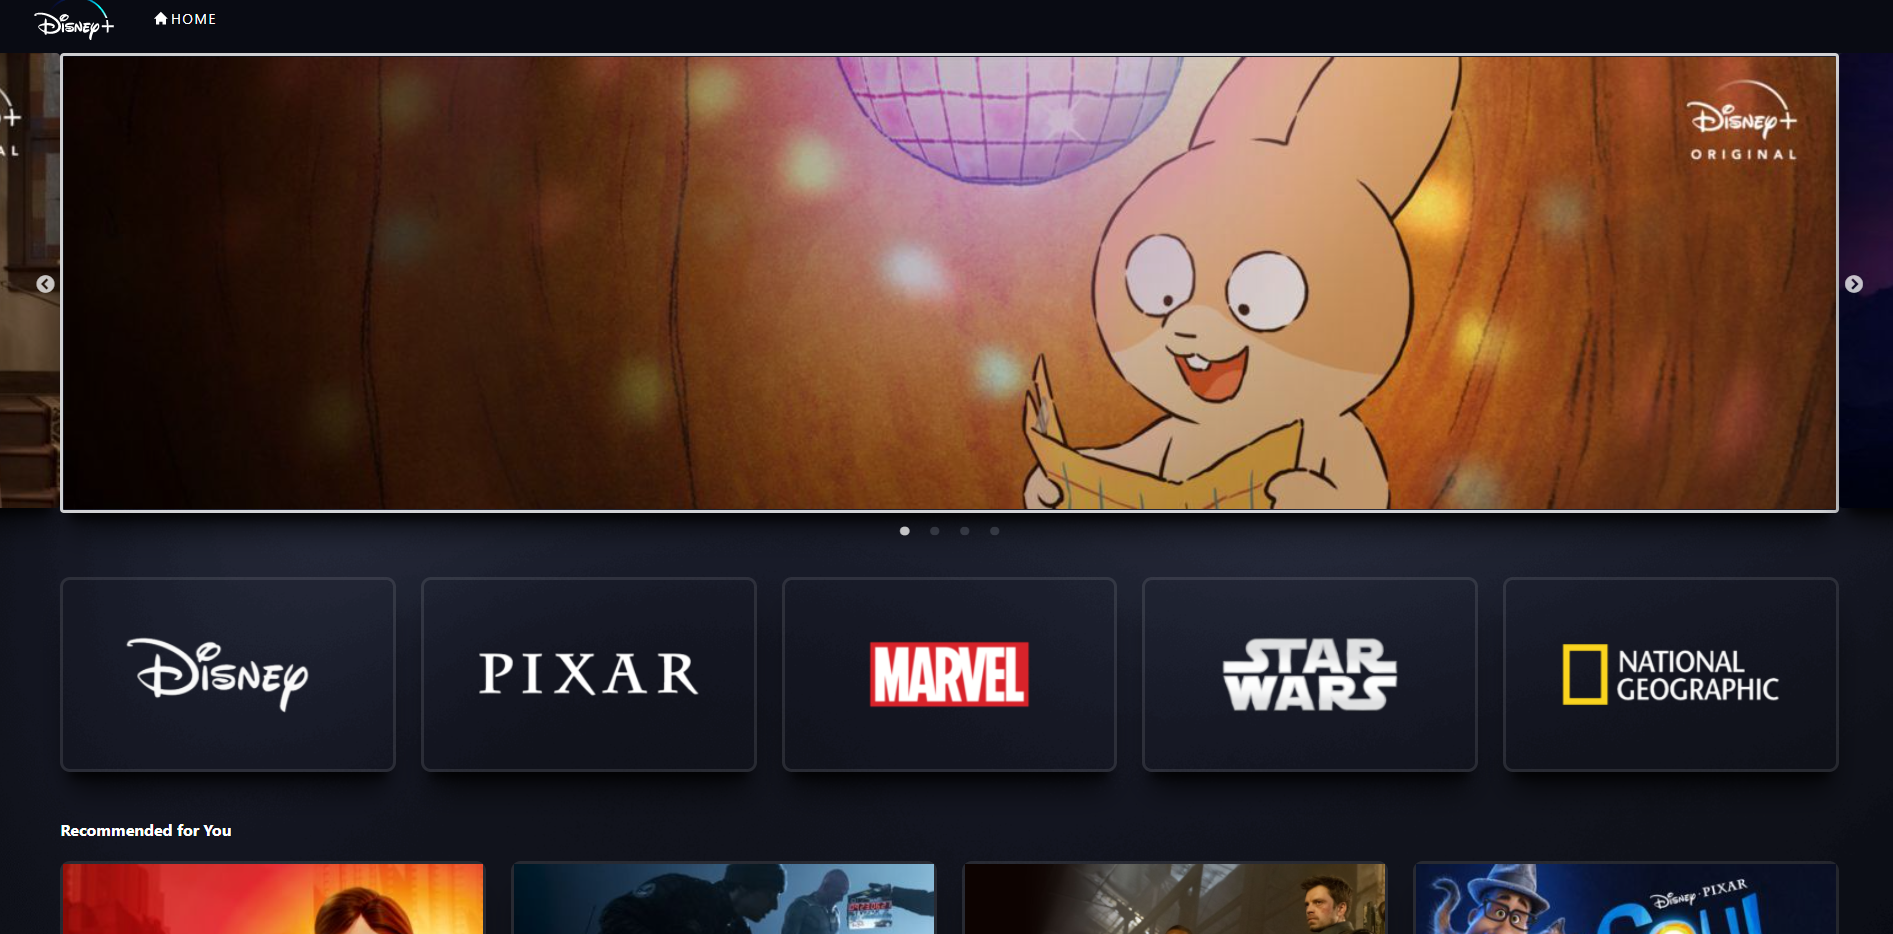 Disney+
HOME
AL
Disney+
ORIGINAL
Disney
PIXAR
MARVEL
STAR
WARS
NATIONAL
GEOGRAPHIC
Recommended for You
Disney · PIXAR
Soul